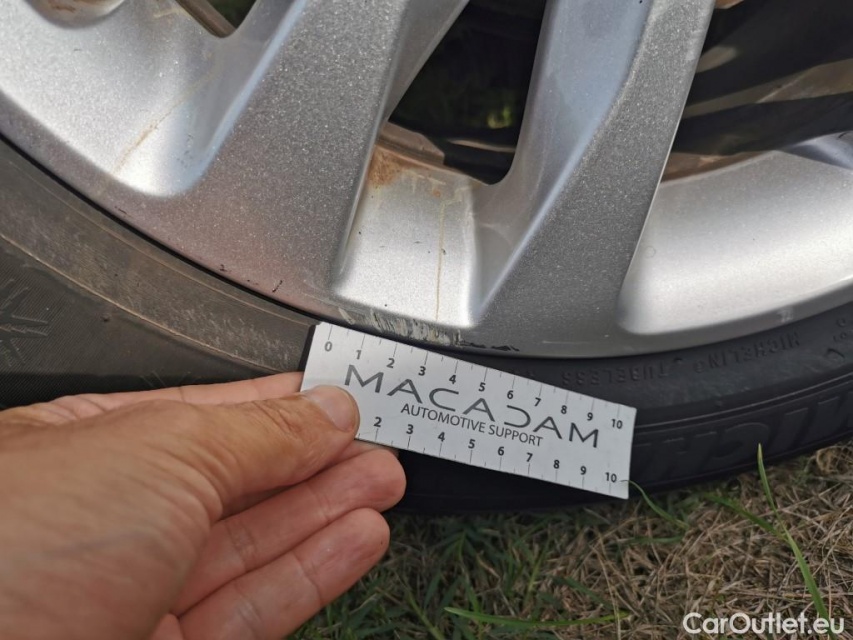 MICHELIN
TUBELESS
0 1 2 3 4 5 6 7 8 9 10
MACADAM
AUTOMOTIVE SUPPORT
2 3 4 5 6 7 8 9 10
CarOutlet.eu